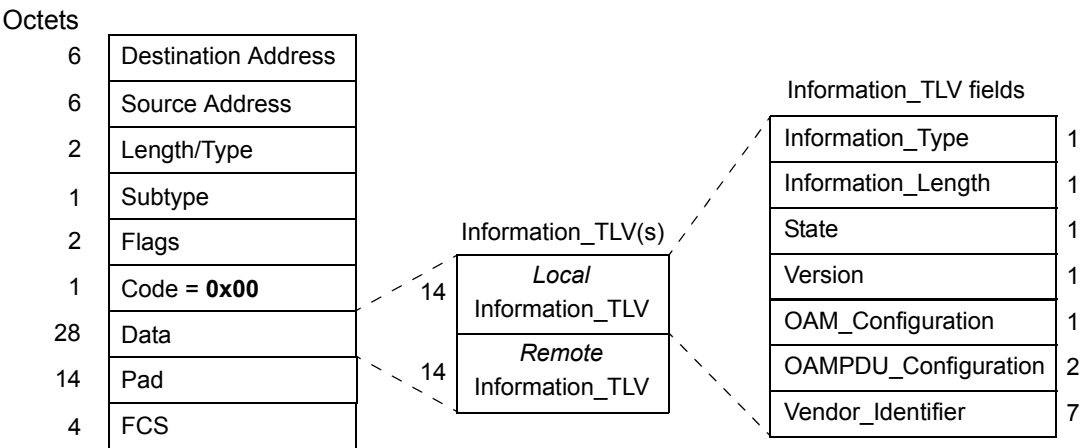 Octets
6 Destination Address
6 Source Address
2 Length/Type
1 Subtype
2 Flags
1 Code = 0x00
28 Data
14 Pad
4 FCS
Information_TLV(s)
14 Local
Information_TLV
14 Remote
Information_TLV
Information_TLV fields
Information_Type 1
Information_Length 1
State 1
Version 1
OAM_Configuration 1
OAMPDU_Configuration 2
Vendor_Identifier 7